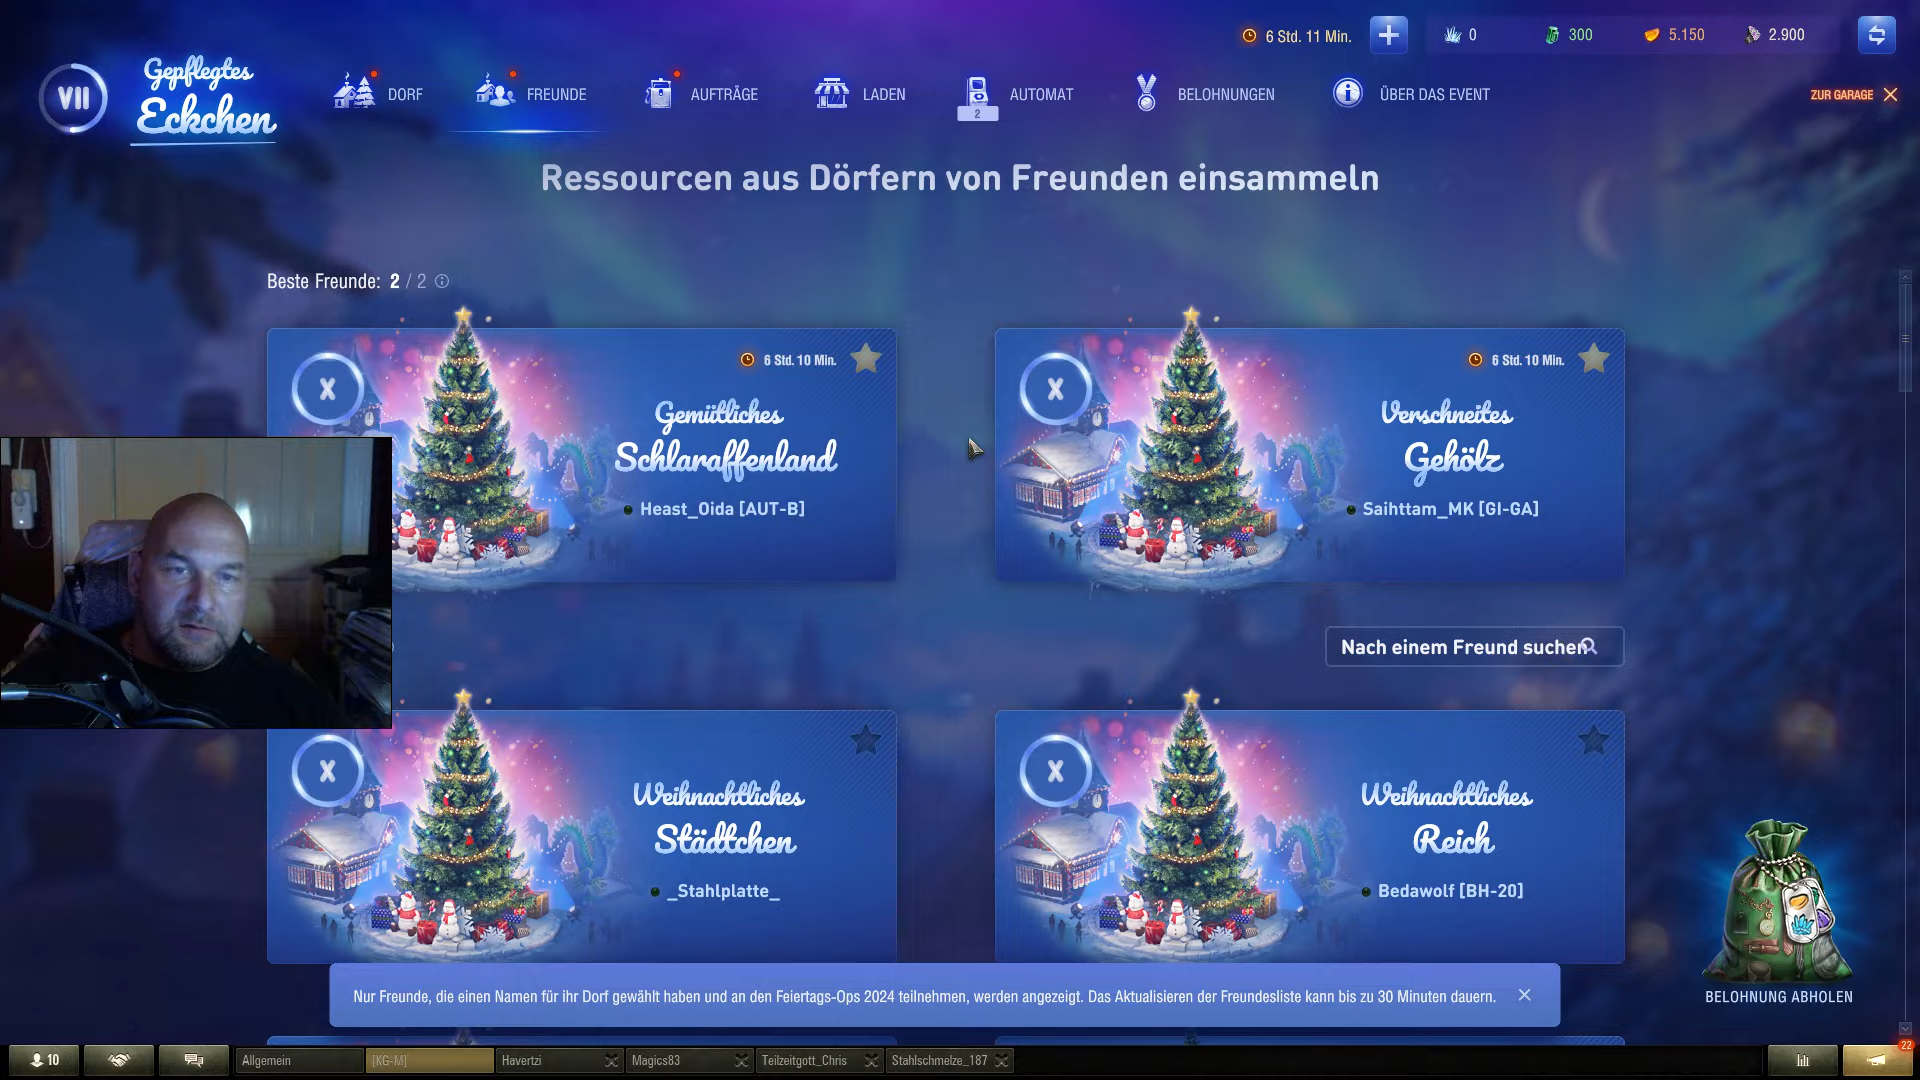 6 Std. 11 Min.
0
300
5.150
2.900
VII
Gepflegtes
Eckchen
DORF
FREUNDE
AUFTRÄGE
LADEN
AUTOMAT
2
BELOHNUNGEN
ÜBER DAS EVENT
ZUR GARAGE
Ressourcen aus Dörfern von Freunden einsammeln
Beste Freunde: 2 / 2
X
6 Std. 10 Min.
Gemütliches
Schlaraffenland
Heast_Oida [AUT-B]
X
6 Std. 10 Min.
Verschneites
Gehölz
Saihttam_MK [GI-GA]
Nach einem Freund suchen
X
Weihnachtliches
Städtchen
_Stahlplatte_
X
Weihnachtliches
Reich
Bedawolf [BH-20]
Nur Freunde, die einen Namen für ihr Dorf gewählt haben und an den Feiertags-Ops 2024 teilnehmen, werden angezeigt. Das Aktualisieren der Freundesliste kann bis zu 30 Minuten dauern.
BELOHNUNG ABHOLEN
10
Allgemein
[KG-M]
Havertzi
Magics83
Teilzeitgott_Chris
Stahlschmelze_187
22